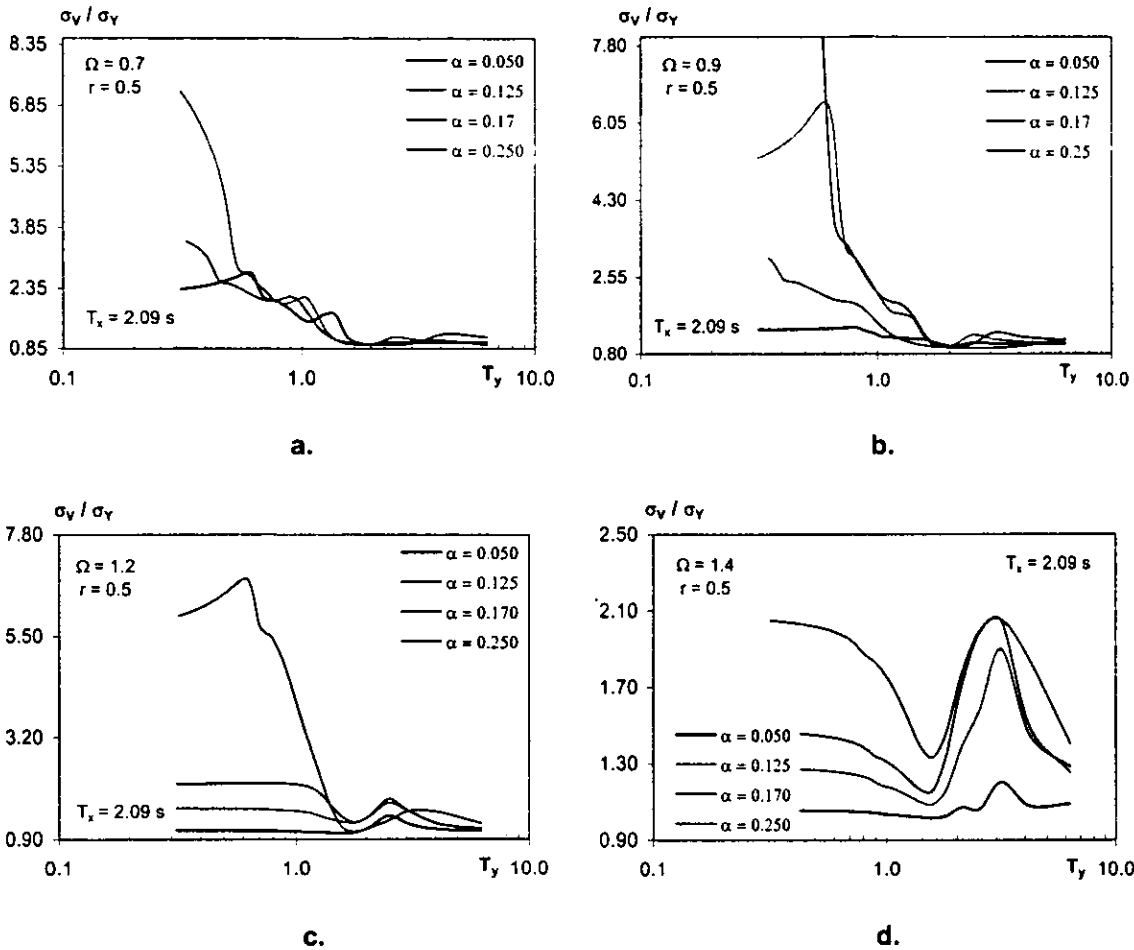 σV / σY
8.35
6.85
5.35
3.85
2.35
0.85
Ω = 0.7
r = 0.5
α = 0.050
α = 0.125
α = 0.17
α = 0.250
Tx = 2.09 s
0.1
1.0
Ty
10.0
a.
σV / σY
7.80
6.05
4.30
2.55
0.80
Ω = 0.9
r = 0.5
α = 0.050
α = 0.125
α = 0.17
α = 0.25
Tx = 2.09 s
0.1
1.0
Ty
10.0
b.
σV / σY
7.80
5.50
3.20
0.90
Ω = 1.2
r = 0.5
α = 0.050
α = 0.125
α = 0.170
α = 0.250
Tx = 2.09 s
0.1
1.0
Ty
10.0
c.
σV / σY
2.50
2.10
1.70
1.30
0.90
Ω = 1.4
r = 0.5
Tx = 2.09 s
α = 0.050
α = 0.125
α = 0.170
α = 0.250
0.1
1.0
Ty
10.0
d.